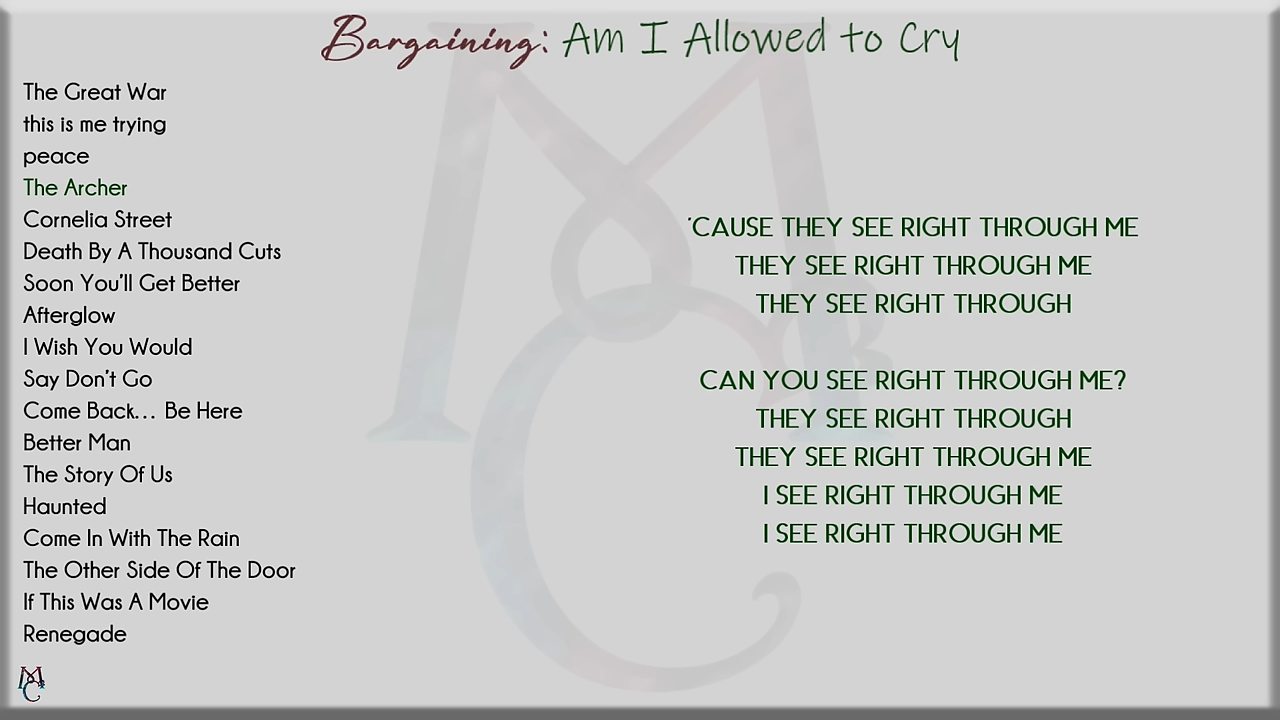 Bargaining: Am I Allowed to Cry
The Great War
this is me trying
peace
The Archer
Cornelia Street
Death By A Thousand Cuts
Soon You'll Get Better
Afterglow
I Wish You Would
Say Don't Go
Come Back... Be Here
Better Man
The Story Of Us
Haunted
Come In With The Rain
The Other Side Of The Door
If This Was A Movie
Renegade
'CAUSE THEY SEE RIGHT THROUGH ME
THEY SEE RIGHT THROUGH ME
THEY SEE RIGHT THROUGH
CAN YOU SEE RIGHT THROUGH ME?
THEY SEE RIGHT THROUGH
THEY SEE RIGHT THROUGH ME
I SEE RIGHT THROUGH ME
I SEE RIGHT THROUGH ME